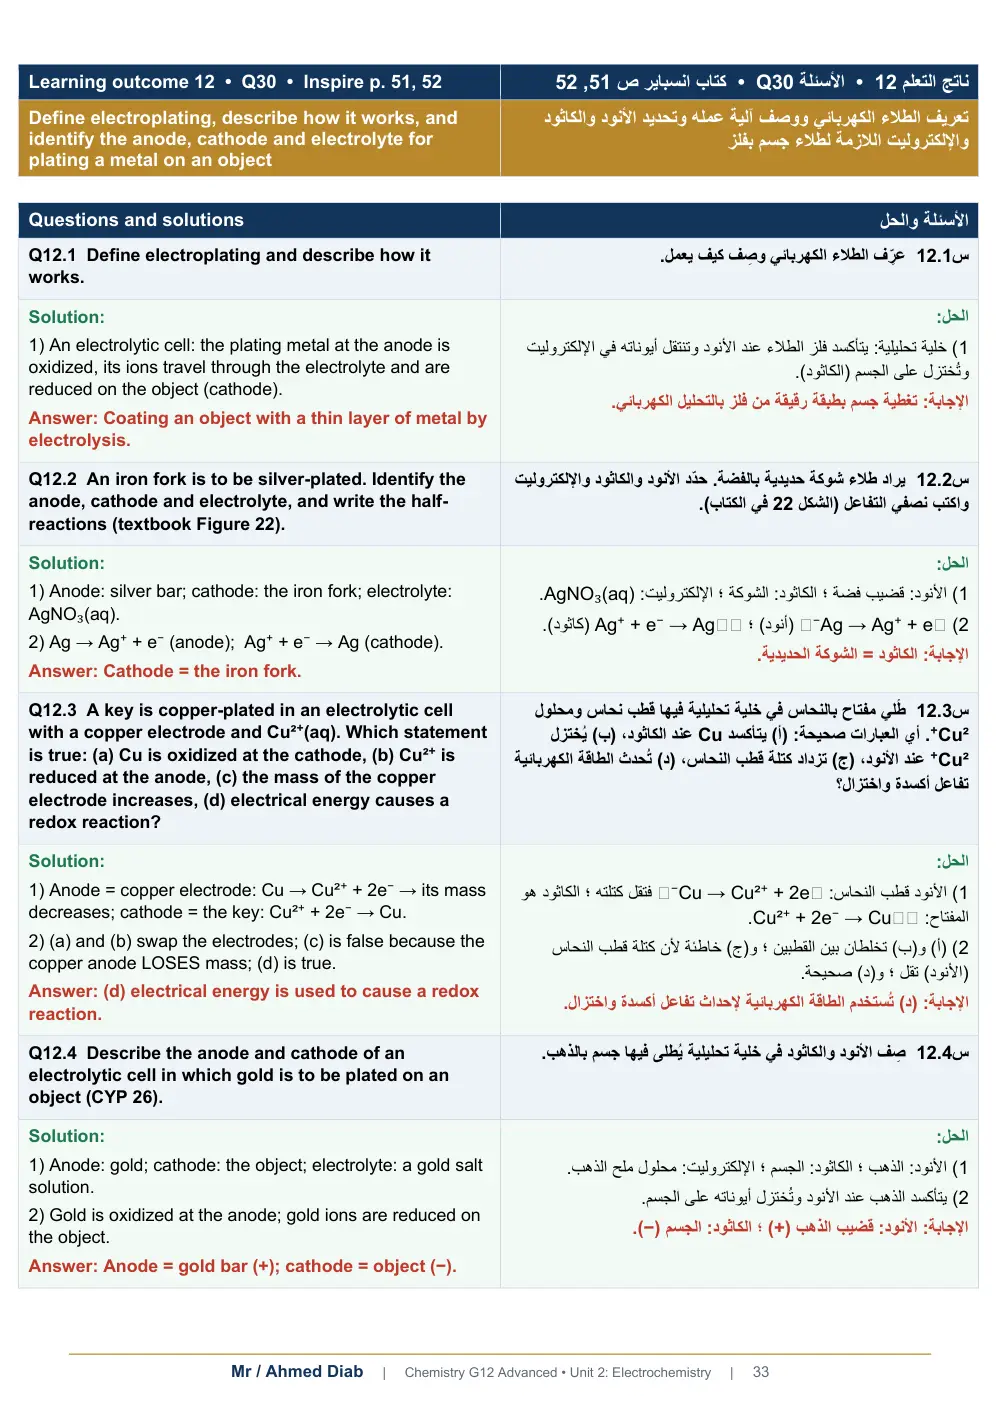 Learning outcome 12 • Q30 • Inspire p. 51, 52
ناتج التعلم 12 • الأسئلة Q30 • كتاب انسباير ص 51, 52
Define electroplating, describe how it works, and
identify the anode, cathode and electrolyte for
plating a metal on an object
تعريف الطلاء الكهربائي ووصف آلية عمله وتحديد الأنود والكاثود
والإلكتروليت اللازمة لطلاء جسم بفلز
Questions and solutions
الأسئلة والحل
Q12.1 Define electroplating and describe how it
works.
س12.1 عرّف الطلاء الكهربائي وصِف كيف يعمل.
Solution:
1) An electrolytic cell: the plating metal at the anode is
oxidized, its ions travel through the electrolyte and are
reduced on the object (cathode).
Answer: Coating an object with a thin layer of metal by
electrolysis.
الحل:
1) خلية تحليلية: يتأكسد فلز الطلاء عند الأنود وتنتقل أيوناته في الإلكتروليت
وتُختزل على الجسم (الكاثود).
الإجابة: تغطية جسم بطبقة رقيقة من فلز بالتحليل الكهربائي.
Q12.2 An iron fork is to be silver-plated. Identify the
anode, cathode and electrolyte, and write the half-
reactions (textbook Figure 22).
س12.2 يراد طلاء شوكة حديدية بالفضة. حدّد الأنود والكاثود والإلكتروليت
واكتب نصفي التفاعل (الشكل 22 في الكتاب).
Solution:
1) Anode: silver bar; cathode: the iron fork; electrolyte:
AgNO₃(aq).
2) Ag → Ag⁺ + e⁻ (anode); Ag⁺ + e⁻ → Ag (cathode).
Answer: Cathode = the iron fork.
الحل:
1) الأنود: قضيب فضة ؛ الكاثود: الشوكة ؛ الإلكتروليت: AgNO₃(aq).
2) □Ag → Ag⁺ + e⁻□ (أنود) ؛ □□Ag⁺ + e⁻ → Ag (كاثود).
الإجابة: الكاثود = الشوكة الحديدية.
Q12.3 A key is copper-plated in an electrolytic cell
with a copper electrode and Cu²⁺(aq). Which statement
is true: (a) Cu is oxidized at the cathode, (b) Cu²⁺ is
reduced at the anode, (c) the mass of the copper
electrode increases, (d) electrical energy causes a
redox reaction?
س12.3 طُلي مفتاح بالنحاس في خلية تحليلية فيها قطب نحاس ومحلول
Cu²⁺. أي العبارات صحيحة: (أ) يتأكسد Cu عند الكاثود، (ب) يُختزل
Cu²⁺ عند الأنود، (ج) تزداد كتلة قطب النحاس، (د) تُحدث الطاقة الكهربائية
تفاعل أكسدة واختزال؟
Solution:
1) Anode = copper electrode: Cu → Cu²⁺ + 2e⁻ → its mass
decreases; cathode = the key: Cu²⁺ + 2e⁻ → Cu.
2) (a) and (b) swap the electrodes; (c) is false because the
copper anode LOSES mass; (d) is true.
Answer: (d) electrical energy is used to cause a redox
reaction.
الحل:
1) الأنود قطب النحاس: □Cu → Cu²⁺ + 2e⁻□ فتقل كتلته ؛ الكاثود هو
المفتاح: □□Cu²⁺ + 2e⁻ → Cu.
2) (أ) و(ب) تخلطان بين القطبين ؛ و(ج) خاطئة لأن كتلة قطب النحاس
(الأنود) تقل ؛ و(د) صحيحة.
الإجابة: (د) تُستخدم الطاقة الكهربائية لإحداث تفاعل أكسدة واختزال.
Q12.4 Describe the anode and cathode of an
electrolytic cell in which gold is to be plated on an
object (CYP 26).
س12.4 صِف الأنود والكاثود في خلية تحليلية يُطلى فيها جسم بالذهب.
Solution:
1) Anode: gold; cathode: the object; electrolyte: a gold salt
solution.
2) Gold is oxidized at the anode; gold ions are reduced on
the object.
Answer: Anode = gold bar (+); cathode = object (−).
الحل:
1) الأنود: الذهب ؛ الكاثود: الجسم ؛ الإلكتروليت: محلول ملح الذهب.
2) يتأكسد الذهب عند الأنود وتُختزل أيوناته على الجسم.
الإجابة: الأنود: قضيب الذهب (+) ؛ الكاثود: الجسم (−).
Mr / Ahmed Diab | Chemistry G12 Advanced • Unit 2: Electrochemistry | 33